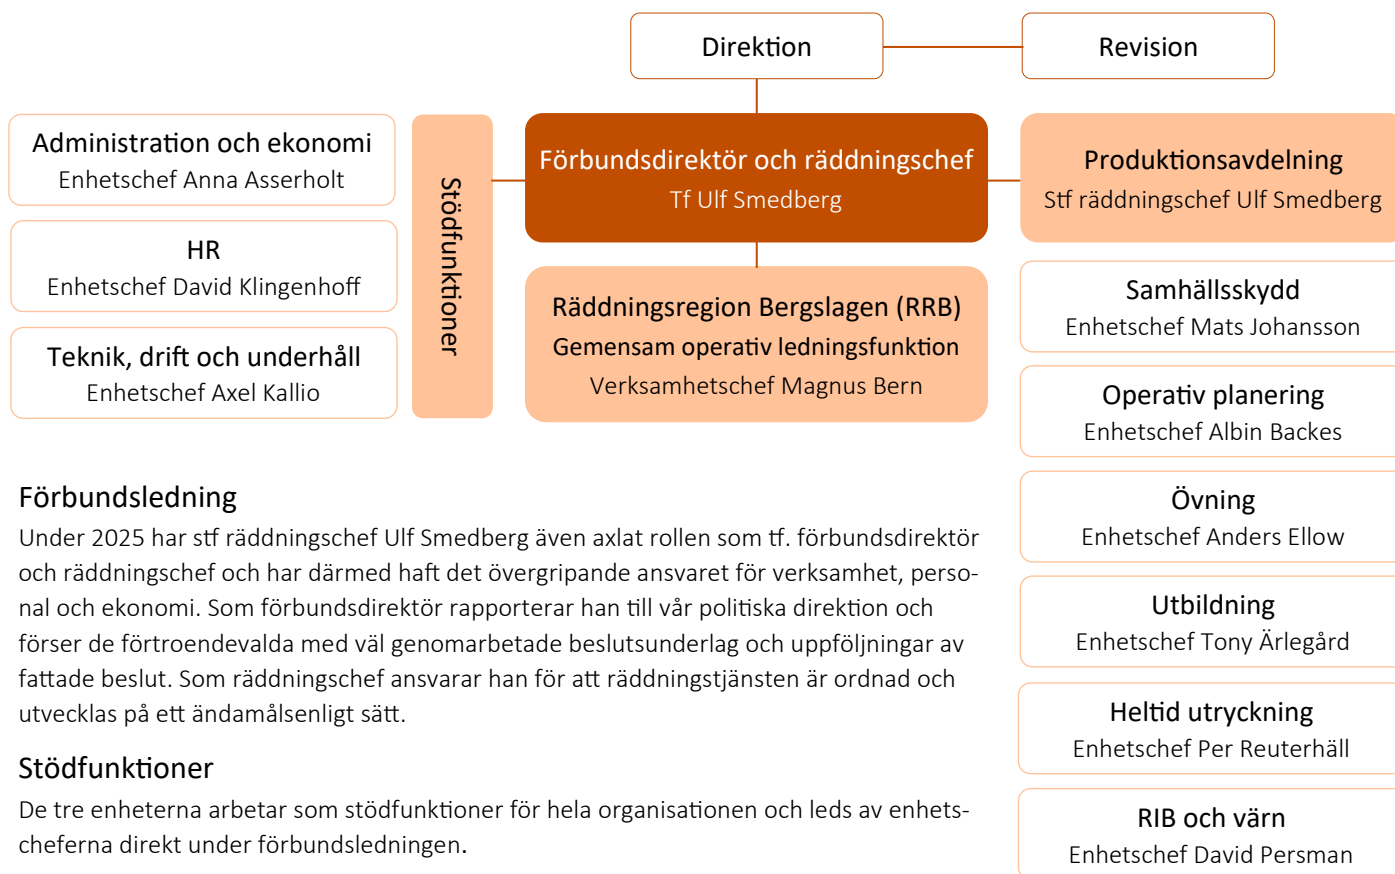 Direktion
Revision
Administration och ekonomi
Enhetschef Anna Asserholt
HR
Enhetschef David Klingenhoff
Teknik, drift och underhåll
Enhetschef Axel Kallio
Stödfunktioner
Förbundsdirektör och räddningschef
Tf Ulf Smedberg
Räddningsregion Bergslagen (RRB)
Gemensam operativ ledningsfunktion
Verksamhetschef Magnus Bern
Produktionsavdelning
Stf räddningschef Ulf Smedberg
Samhällsskydd
Enhetschef Mats Johansson
Operativ planering
Enhetschef Albin Backes
Övning
Enhetschef Anders Ellow
Utbildning
Enhetschef Tony Ärlegård
Heltid utryckning
Enhetschef Per Reuterhäll
RIB och värn
Enhetschef David Persman
Förbundsledning
Under 2025 har stf räddningschef Ulf Smedberg även axlat rollen som tf. förbundsdirektör
och räddningschef och har därmed haft det övergripande ansvaret för verksamhet, perso-
nal och ekonomi. Som förbundsdirektör rapporterar han till vår politiska direktion och
förser de förtroendevalda med väl genomarbetade beslutsunderlag och uppföljningar av
fattade beslut. Som räddningschef ansvarar han för att räddningstjänsten är ordnad och
utvecklas på ett ändamålsenligt sätt.
Stödfunktioner
De tre enheterna arbetar som stödfunktioner för hela organisationen och leds av enhets-
cheferna direkt under förbundsledningen.